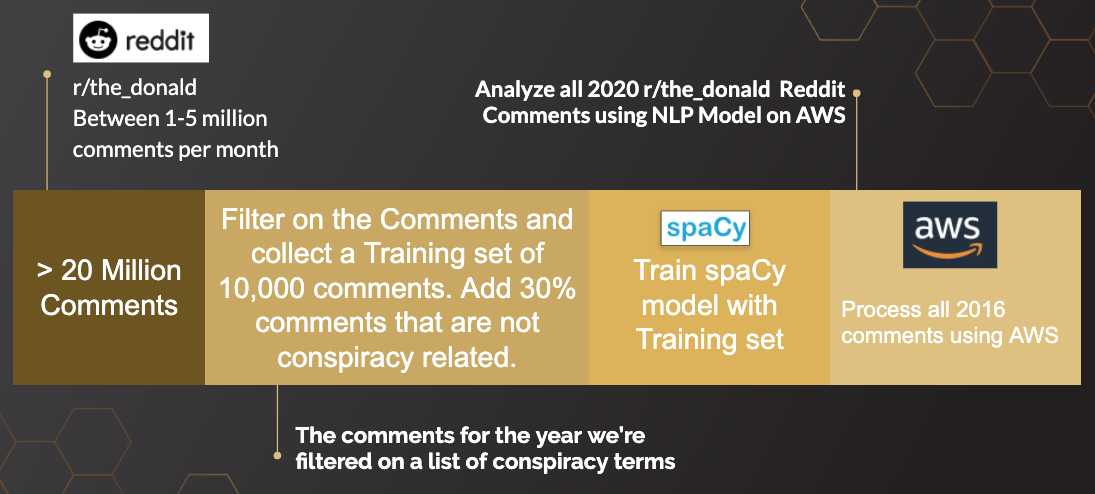 reddit
r/the_donald
Between 1-5 million
comments per month
Analyze all 2020 r/the_donald Reddit
Comments using NLP Model on AWS
> 20 Million
Comments
Filter on the Comments and
collect a Training set of
10,000 comments. Add 30%
comments that are not
conspiracy related.
spaCy
Train spaCy
model with
Training set
aws
Process all 2016
comments using AWS
The comments for the year we're
filtered on a list of conspiracy terms